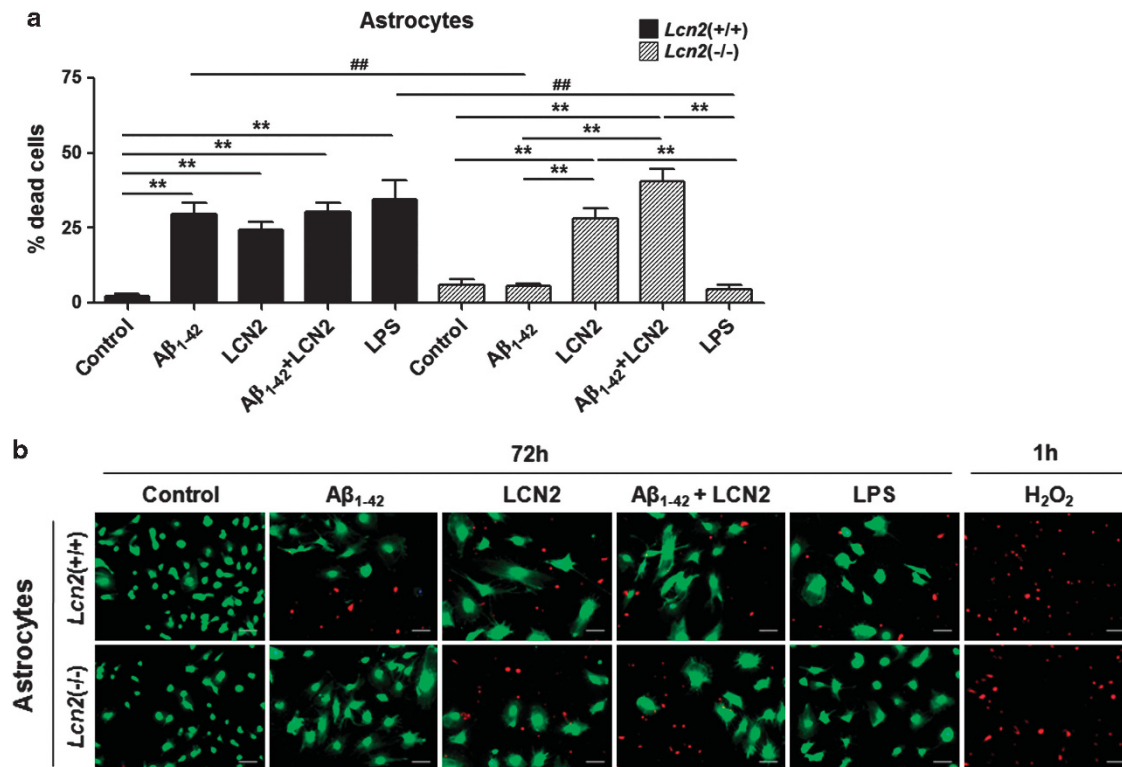 a
Astrocytes
Lcn2(+/+)
Lcn2(-/-)
##
##
** **
** **
** ** **
** **
**
75
50
25
0
% dead cells
Control Aβ1-42 LCN2 Aβ1-42+LCN2 LPS Control Aβ1-42 LCN2 Aβ1-42+LCN2 LPS
b
72h 1h
Control Aβ1-42 LCN2 Aβ1-42 + LCN2 LPS H2O2
Astrocytes
Lcn2(+/+)
Lcn2(-/-)